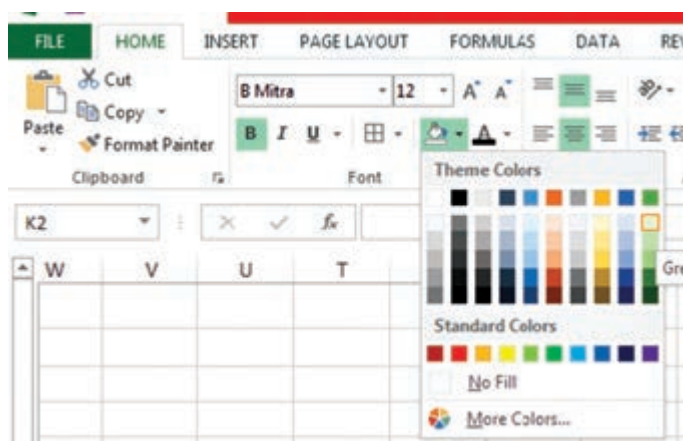 FILE HOME INSERT PAGE LAYOUT FORMULAS DATA
Cut
Copy
Paste
Format Painter
Clipboard
B Mitra 12 A A
B I U A
Font
K2 fx
W V U T
Theme Colors
Gre
Standard Colors
No Fill
More Colors...